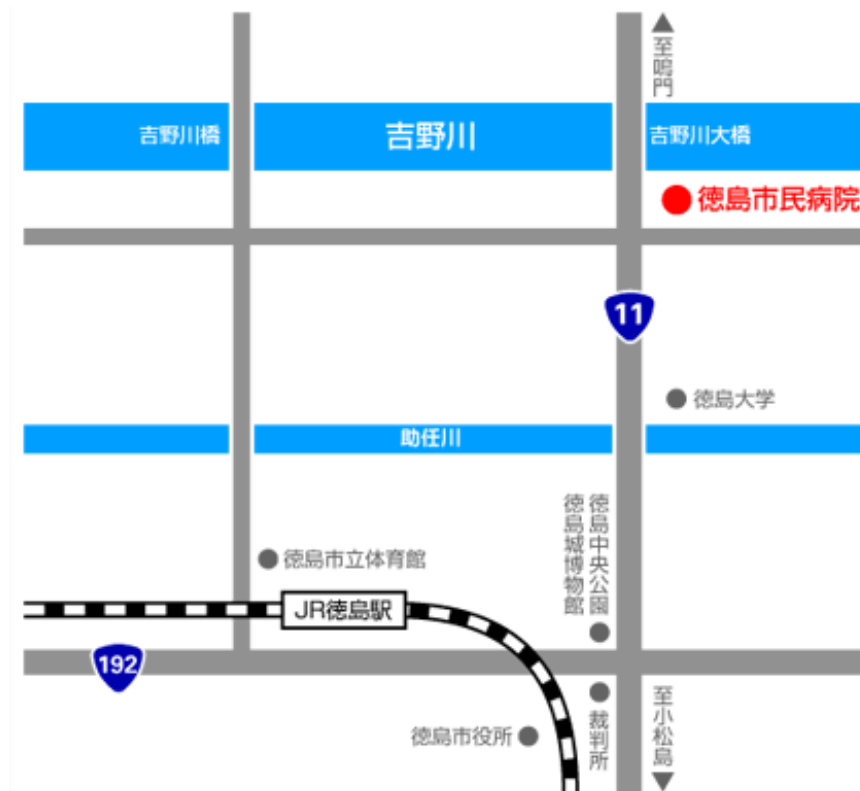 至鳴門
吉野川橋
吉野川
吉野川大橋
徳島市民病院
11
徳島大学
助任川
徳島中央公園
徳島城博物館
徳島市立体育館
JR徳島駅
192
徳島市役所
裁判所
至小松島